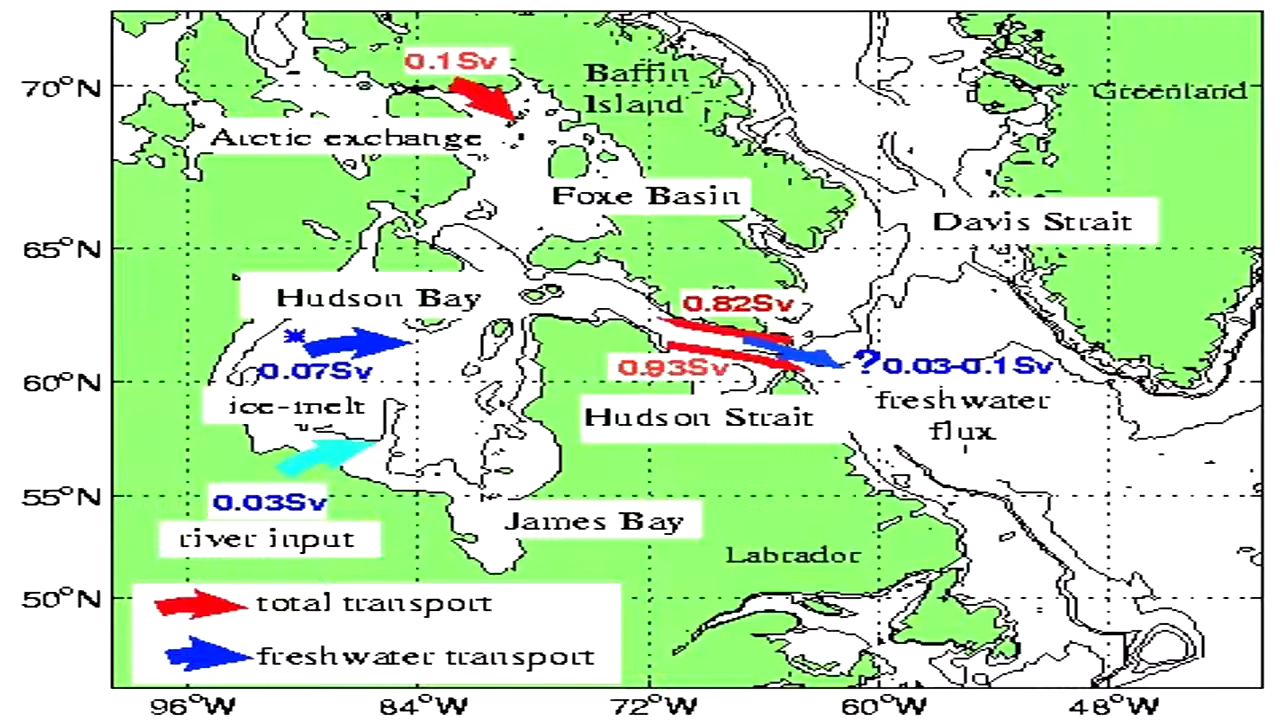 0.1Sv
Baffin
Island
Greenland
70°N
Arctic exchange
Foxe Basin
Davis Strait
65°N
Hudson Bay
0.82Sv
*
0.07Sv
0.93Sv
?0.03-0.1Sv
60°N
ice-melt
freshwater
flux
Hudson Strait
55°N
0.03Sv
river input
James Bay
Labrador
50°N
total transport
freshwater transport
96°W 84°W 72°W 60°W 48°W